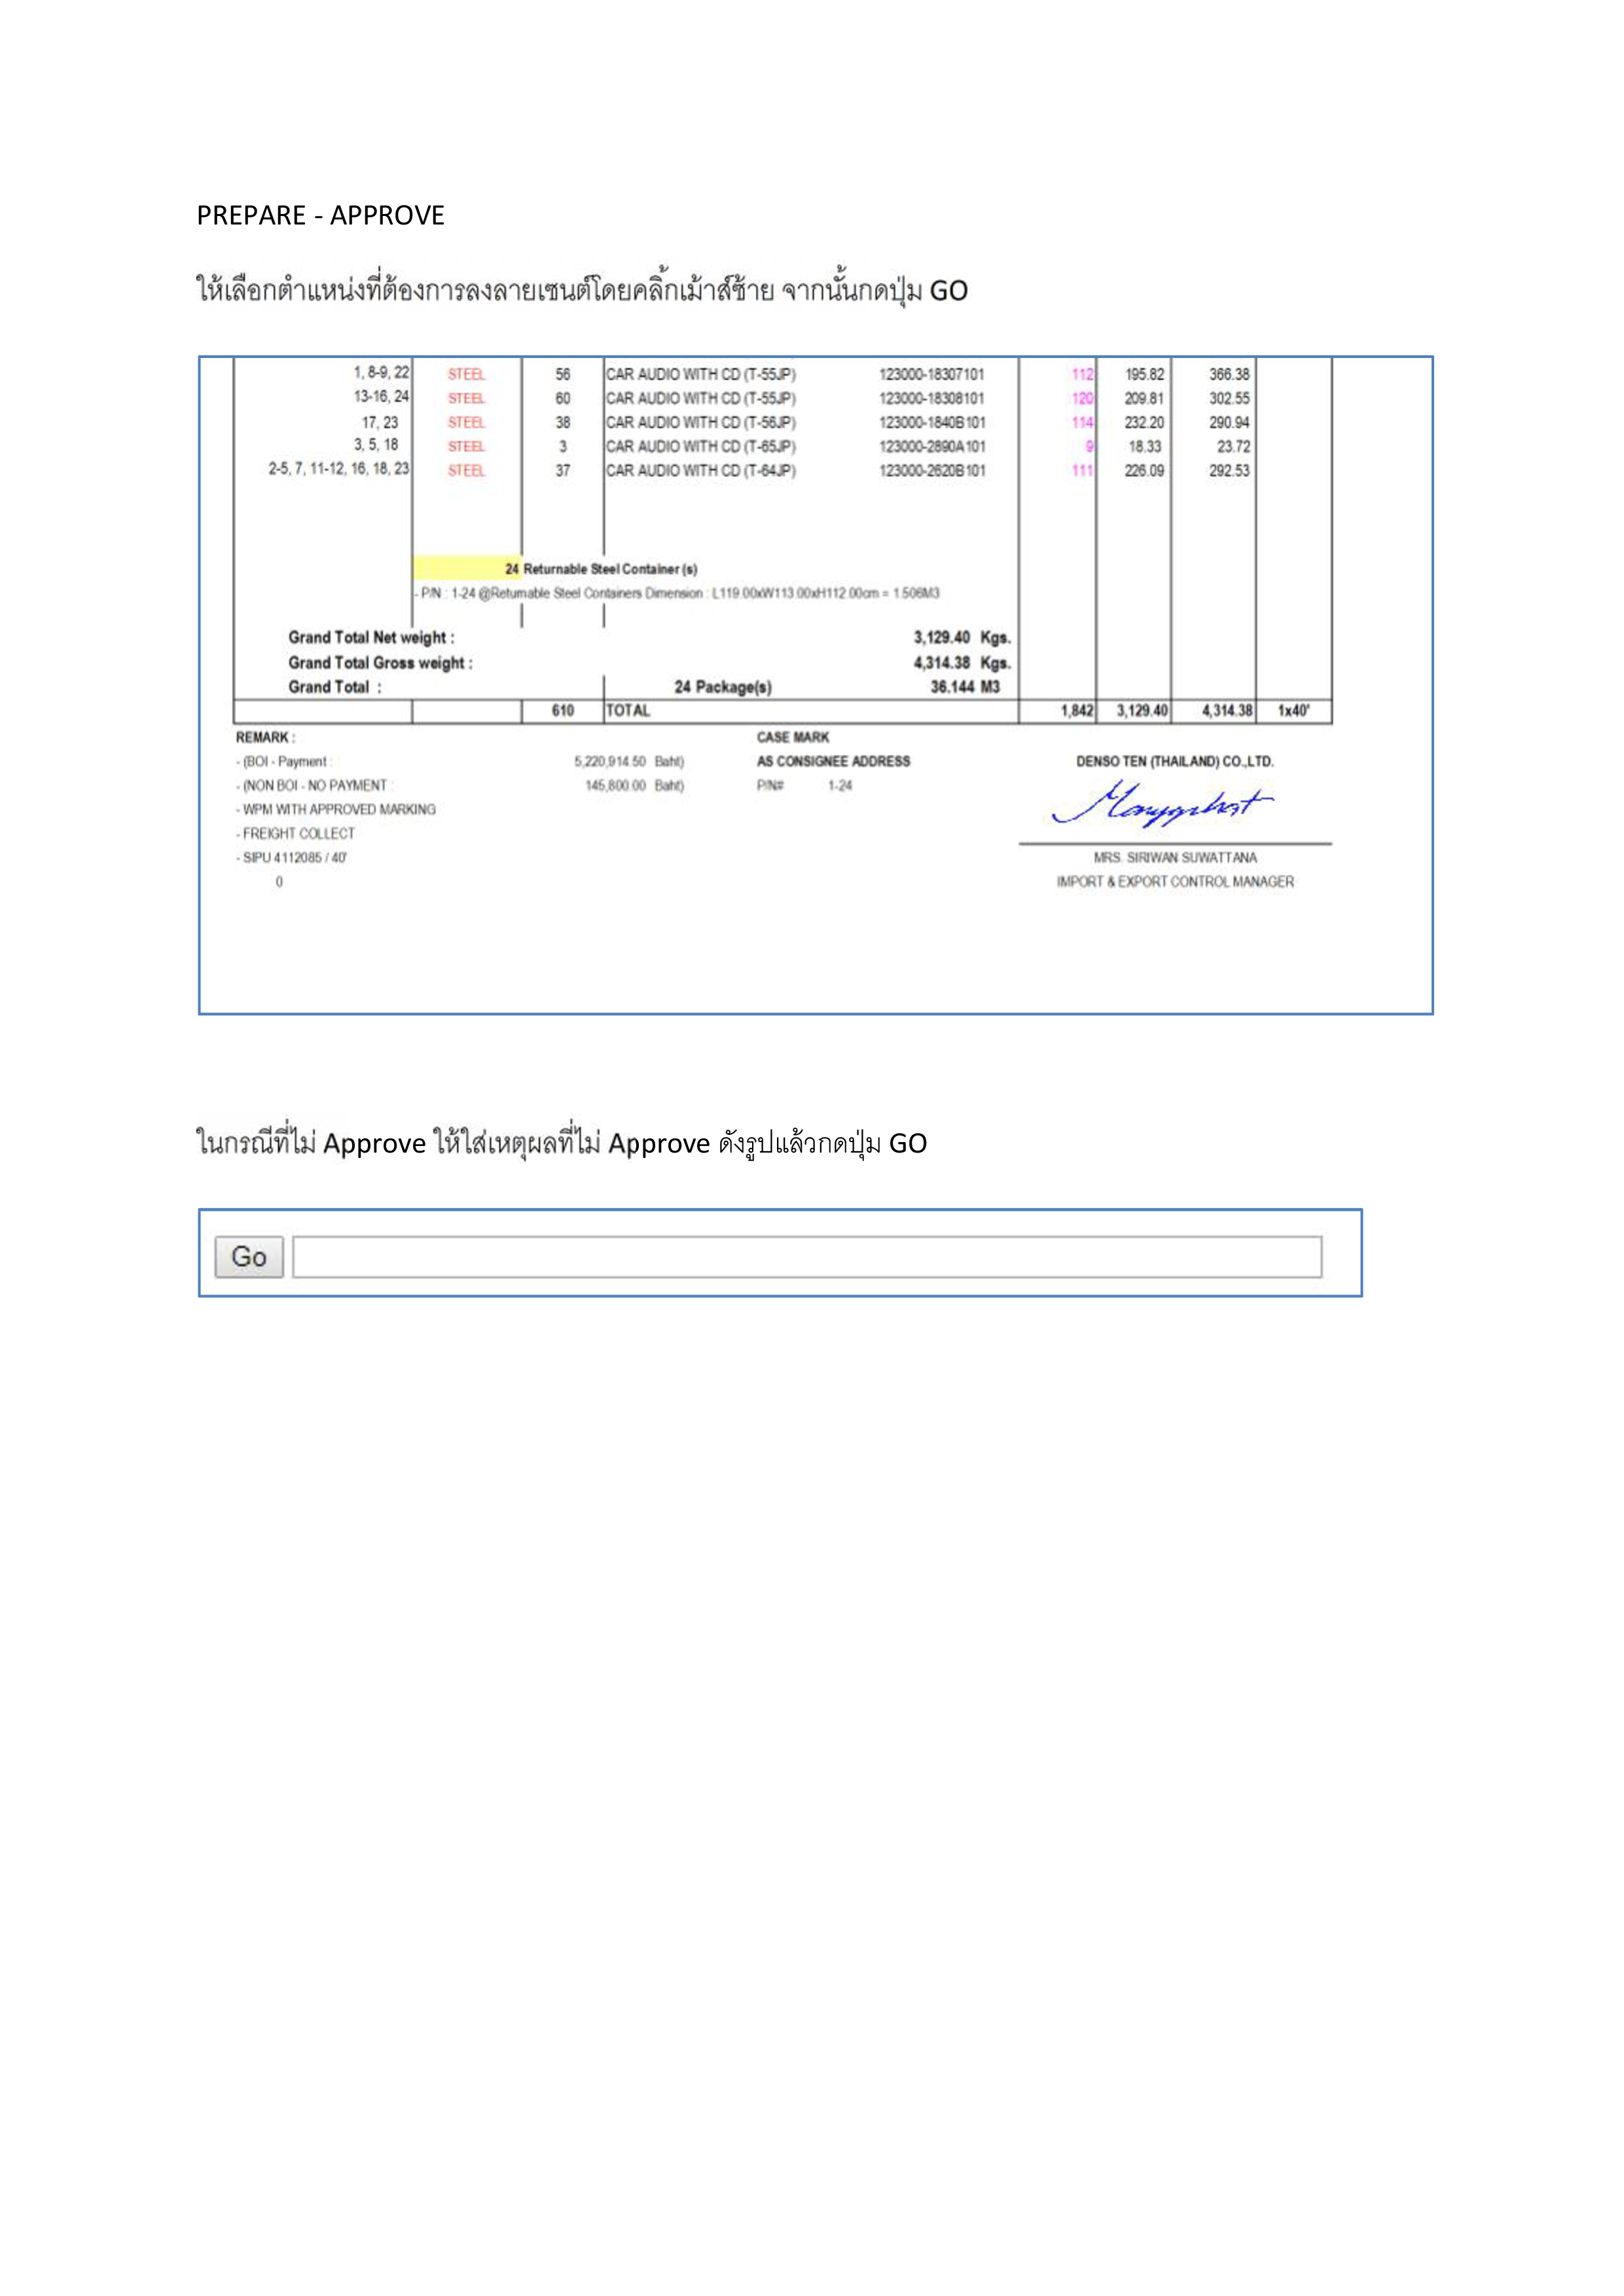 PREPARE - APPROVE
ให้เลือกตำแหน่งที่ต้องการลงลายเซนต์โดยคลิ้กเม้าส์ซ้าย จากนั้นกดปุ่ม GO
1, 8-9, 22 STEEL 56 CAR AUDIO WITH CD (T-55JP) 123000-18307101 112 195.82 366.38
13-16, 24 STEEL 60 CAR AUDIO WITH CD (T-55JP) 123000-18308101 120 209.81 302.55
17, 23 STEEL 38 CAR AUDIO WITH CD (T-56JP) 123000-1840B101 114 232.20 290.94
3, 5, 18 STEEL 3 CAR AUDIO WITH CD (T-65JP) 123000-2890A101 9 18.33 23.72
2-5, 7, 11-12, 16, 18, 23 STEEL 37 CAR AUDIO WITH CD (T-64JP) 123000-2620B101 111 226.09 292.53
24 Returnable Steel Container (s)
- P/N : 1-24 @Returnable Steel Containers Dimension : L119.00xW113.00xH112.00cm = 1.506M3
Grand Total Net weight : 3,129.40 Kgs.
Grand Total Gross weight : 4,314.38 Kgs.
Grand Total : 24 Package(s) 36.144 M3
610 TOTAL 1,842 3,129.40 4,314.38 1x40'
REMARK : CASE MARK
- (BOI - Payment : 5,220,914.50 Baht) AS CONSIGNEE ADDRESS DENSO TEN (THAILAND) CO.,LTD.
- (NON BOI - NO PAYMENT : 145,800.00 Baht) P/N# 1-24
- WPM WITH APPROVED MARKING
- FREIGHT COLLECT
- SIPU 4112085 / 40' MRS. SIRIWAN SUWATTANA
0 IMPORT & EXPORT CONTROL MANAGER
ในกรณีที่ไม่ Approve ให้ใส่เหตุผลที่ไม่ Approve ดังรูปแล้วกดปุ่ม GO
Go